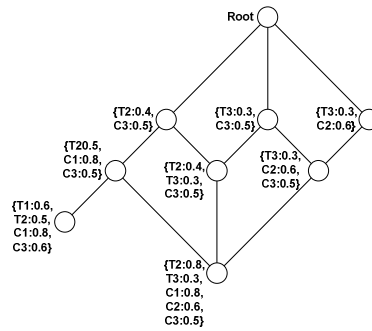 Root
{T2:0.4,
C3:0.5}
{T3:0.3,
C3:0.5}
{T3:0.3,
C2:0.6}
{T20.5,
C1:0.8,
C3:0.5}
{T2:0.4,
T3:0.3,
C3:0.5}
{T3:0.3,
C2:0.6,
C3:0.5}
{T1:0.6,
T2:0.5,
C1:0.8,
C3:0.6}
{T2:0.8,
T3:0.3,
C1:0.8,
C2:0.6,
C3:0.5}